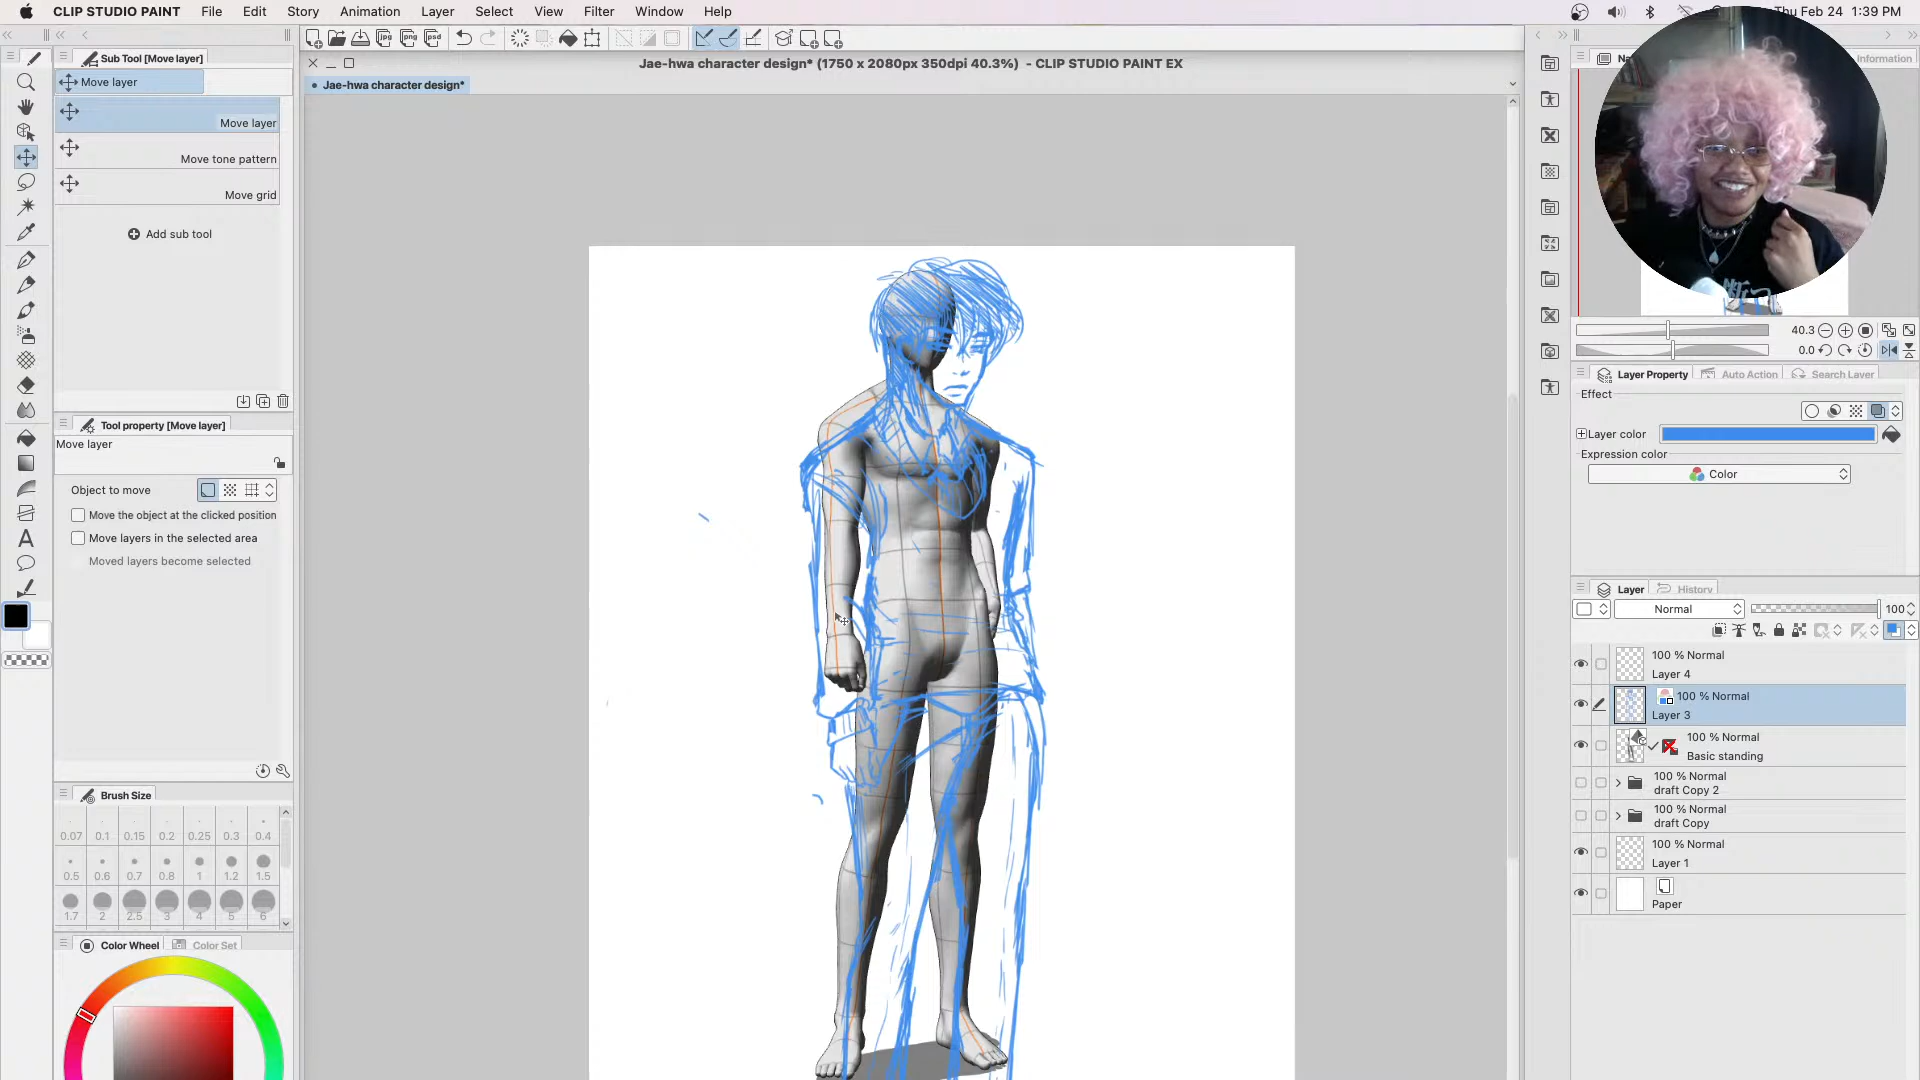 CLIP STUDIO PAINT File Edit Story Animation Layer Select View Filter Window Help
Thu Feb 24 1:39 PM
Jae-hwa character design* (1750 x 2080px 350dpi 40.3%) - CLIP STUDIO PAINT EX
Jae-hwa character design*
Sub Tool [Move layer]
Move layer
Move layer
Move tone pattern
Move grid
Add sub tool
Tool property [Move layer]
Move layer
Object to move
Move the object at the clicked position
Move layers in the selected area
Moved layers become selected
Brush Size
0.07 0.1 0.15 0.2 0.25 0.3 0.4
0.5 0.6 0.7 0.8 1 1.2 1.5
1.7 2 2.5 3 4 5 6
Color Wheel Color Set
Information
40.3
0.0
Layer Property Auto Action Search Layer
Effect
Layer color
Expression color
Color
Layer History
Normal 100
100 % Normal
Layer 4
100 % Normal
Layer 3
100 % Normal
Basic standing
100 % Normal
draft Copy 2
100 % Normal
draft Copy
100 % Normal
Layer 1
Paper